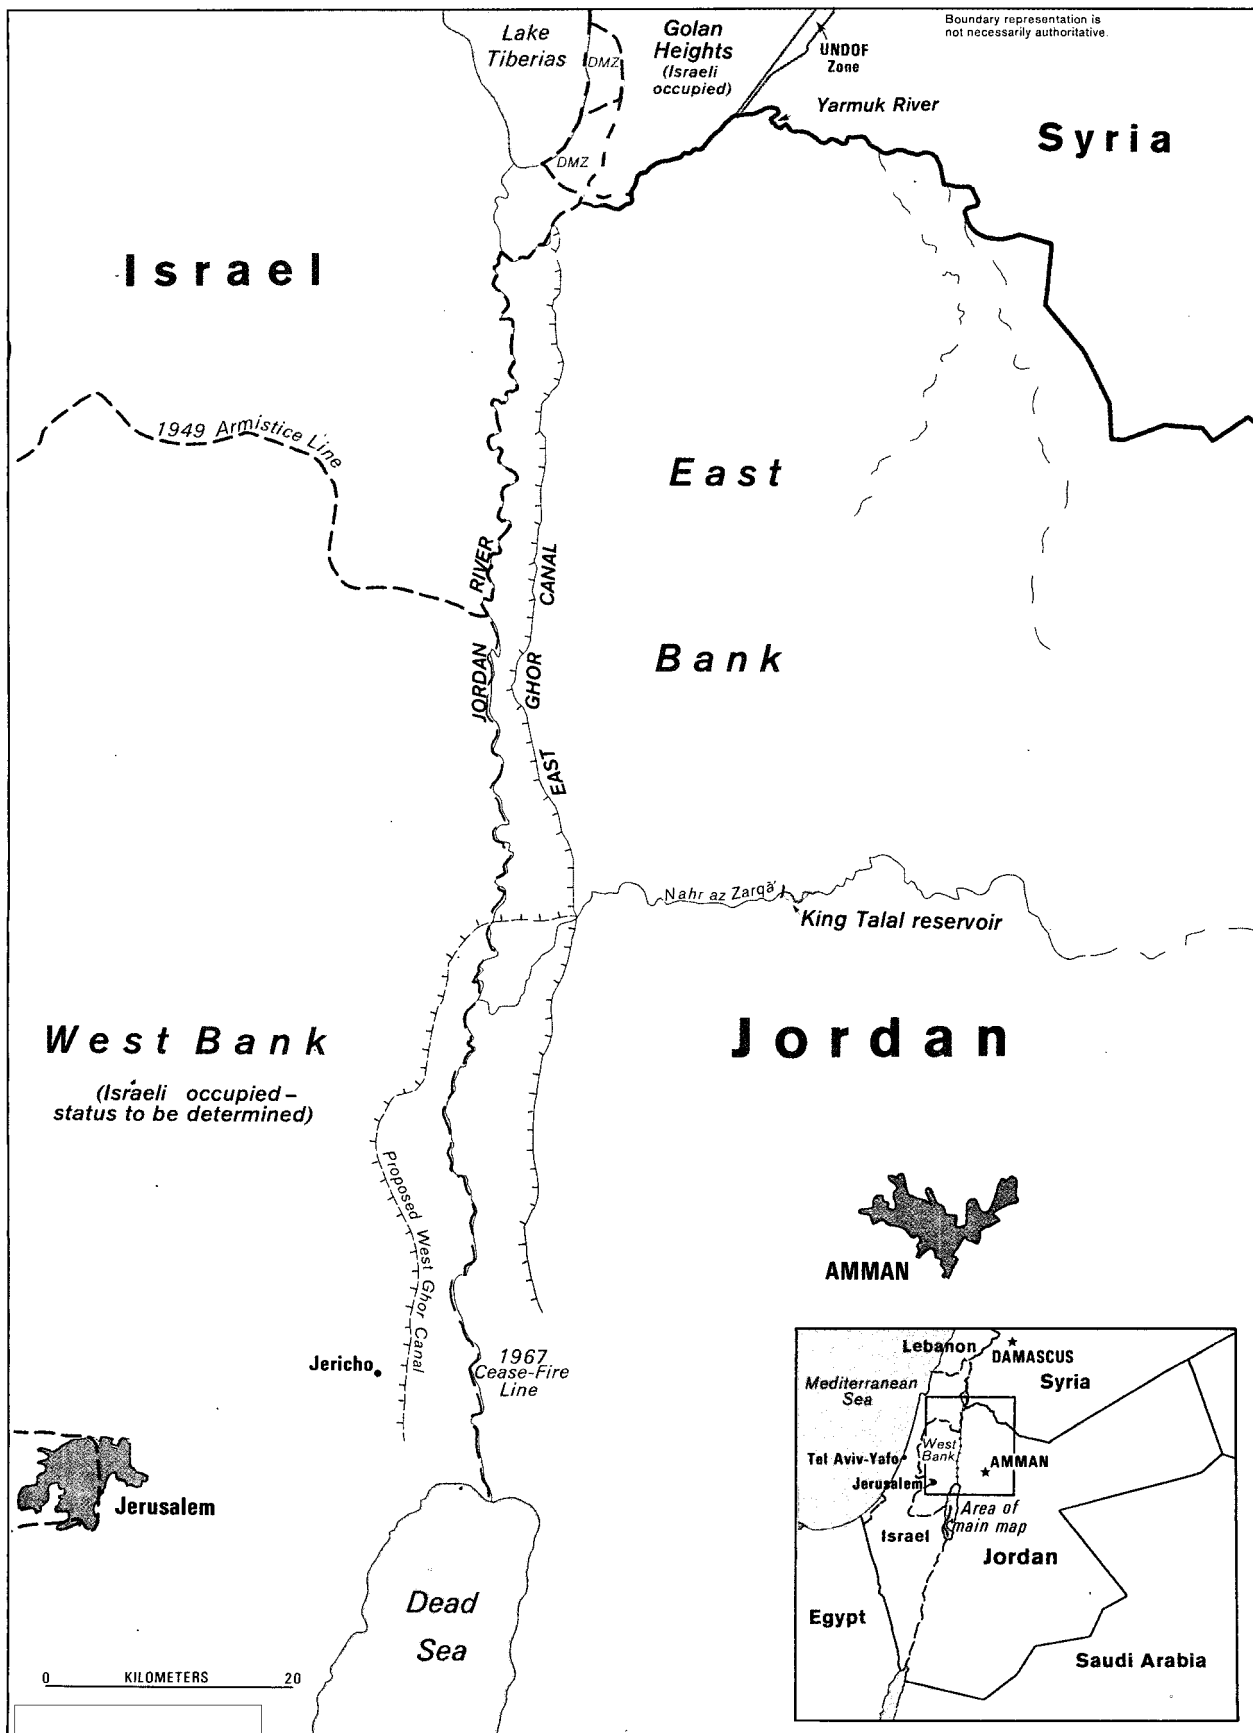 Boundary representation is
not necessarily authoritative.
Lake
Tiberias
DMZ
Golan
Heights
(Israeli
occupied)
UNDOF
Zone
Yarmuk River
Syria
DMZ
Israel
1949 Armistice Line
East
Bank
JORDAN RIVER
EAST GHOR CANAL
Nahr az Zarqā'
King Talal reservoir
West Bank
(Israeli occupied –
status to be determined)
Jordan
Proposed West Ghor Canal
AMMAN
Jericho
1967
Cease-Fire
Line
Jerusalem
Dead
Sea
0 KILOMETERS 20
Lebanon
DAMASCUS
Syria
Mediterranean
Sea
West
Bank
Tel Aviv-Yafo
AMMAN
Jerusalem
Area of
main map
Israel
Jordan
Egypt
Saudi Arabia